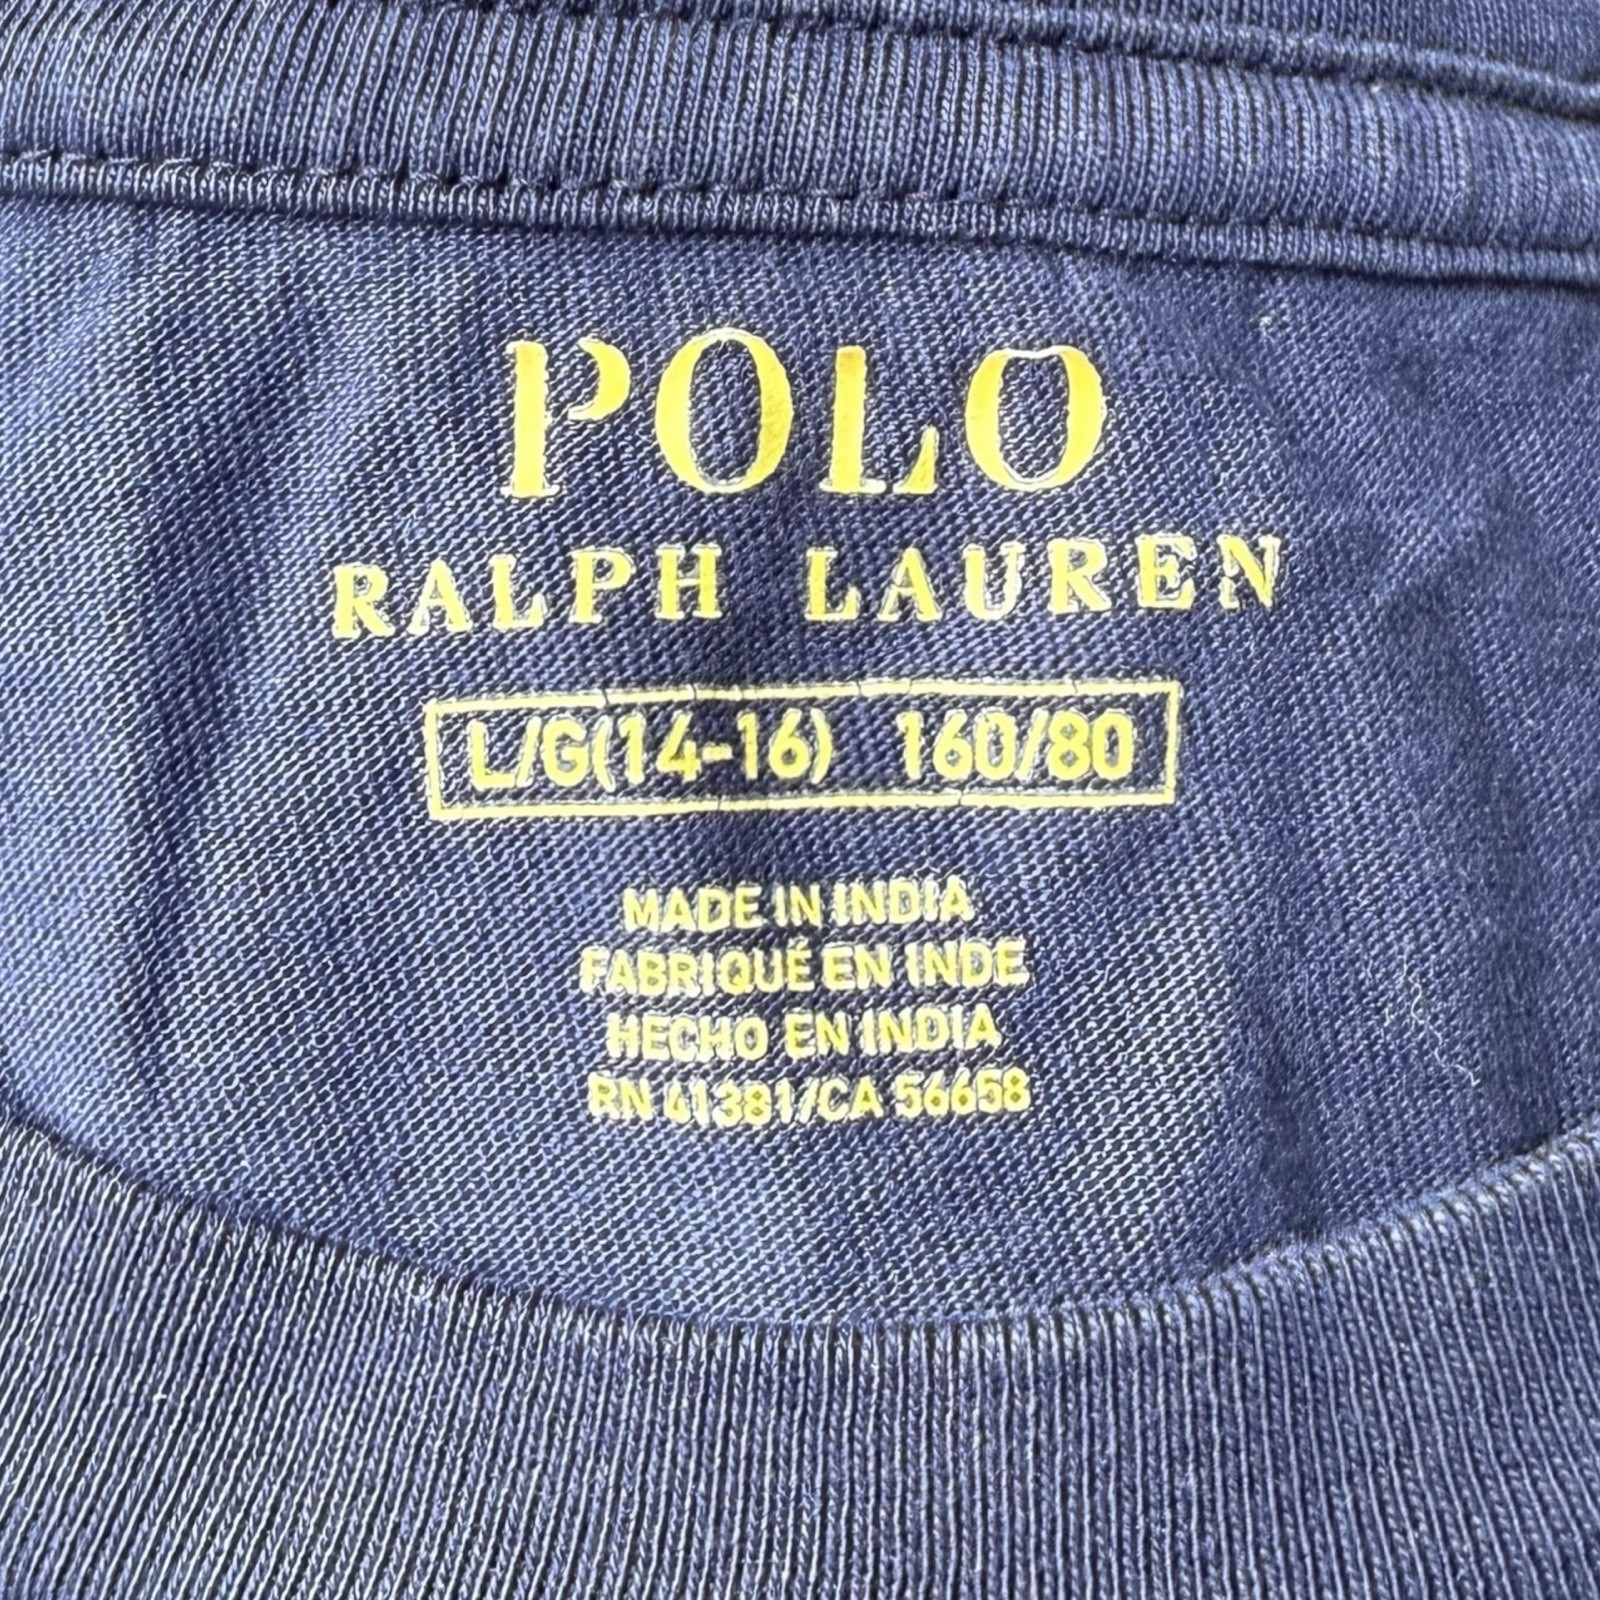 POLO
RALPH LAUREN
L/G(14-16) 160/80
MADE IN INDIA
FABRIQUÉ EN INDE
HECHO EN INDIA
RN 41381/CA 56658